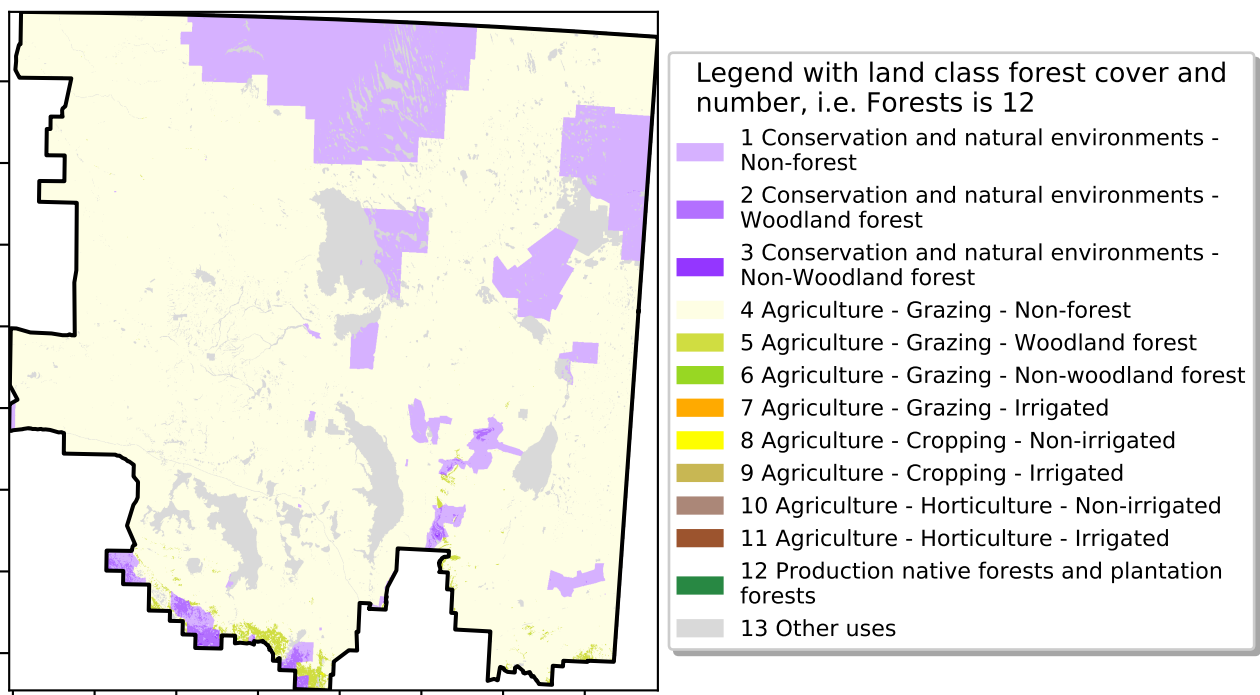 Legend with land class forest cover and
number, i.e. Forests is 12
1 Conservation and natural environments -
Non-forest
2 Conservation and natural environments -
Woodland forest
3 Conservation and natural environments -
Non-Woodland forest
4 Agriculture - Grazing - Non-forest
5 Agriculture - Grazing - Woodland forest
6 Agriculture - Grazing - Non-woodland forest
7 Agriculture - Grazing - Irrigated
8 Agriculture - Cropping - Non-irrigated
9 Agriculture - Cropping - Irrigated
10 Agriculture - Horticulture - Non-irrigated
11 Agriculture - Horticulture - Irrigated
12 Production native forests and plantation
forests
13 Other uses